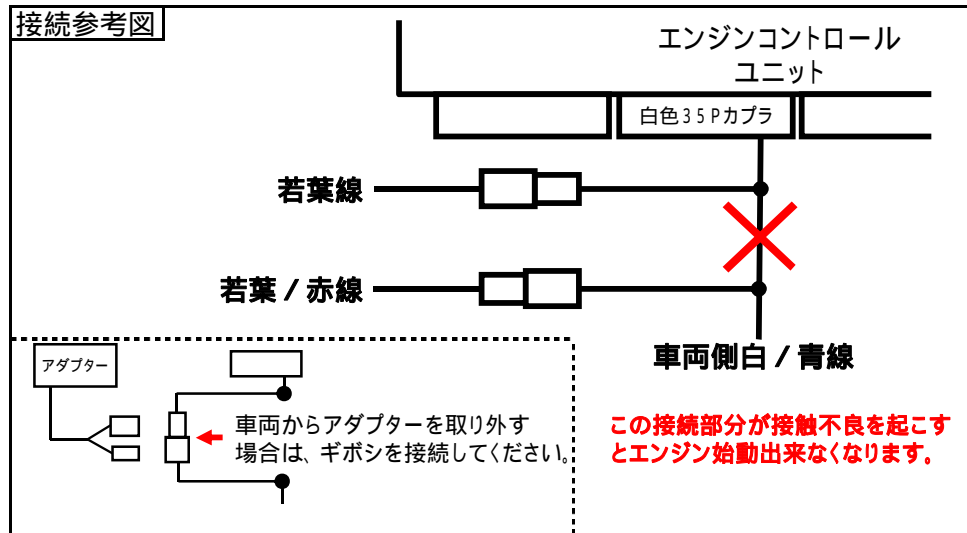 接続参考図
エンジンコントロール
ユニット
白色35Pカプラ
若葉線
若葉/赤線
車両側白/青線
この接続部分が接触不良を起こす
とエンジン始動出来なくなります。
アダプター
車両からアダプターを取り外す
場合は、ギボシを接続してください。